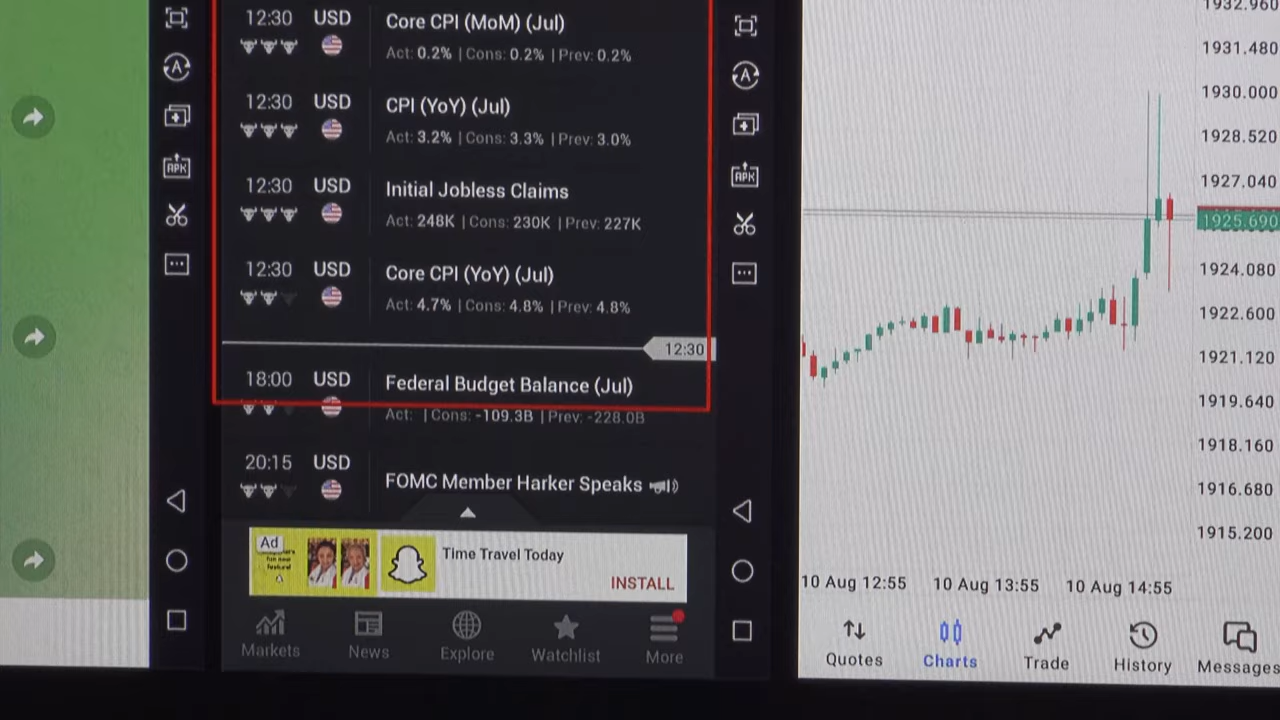 12:30 USD Core CPI (MoM) (Jul)
Act: 0.2% | Cons: 0.2% | Prev: 0.2%
12:30 USD CPI (YoY) (Jul)
Act: 3.2% | Cons: 3.3% | Prev: 3.0%
12:30 USD Initial Jobless Claims
Act: 248K | Cons: 230K | Prev: 227K
12:30 USD Core CPI (YoY) (Jul)
Act: 4.7% | Cons: 4.8% | Prev: 4.8%
12:30
18:00 USD Federal Budget Balance (Jul)
Act: | Cons: -109.3B | Prev: -228.0B
20:15 USD FOMC Member Harker Speaks
Ad
Time Travel Today
INSTALL
Markets News Explore Watchlist More
A
APK
A
APK
1932.960
1931.480
1930.000
1928.520
1927.040
1925.690
1924.080
1922.600
1921.120
1919.640
1918.160
1916.680
1915.200
10 Aug 12:55 10 Aug 13:55 10 Aug 14:55
Quotes Charts Trade History Messages